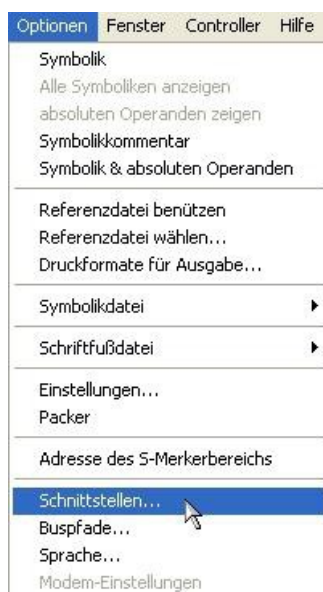 Optionen Fenster Controller Hilfe
Symbolik
Alle Symboliken anzeigen
absoluten Operanden zeigen
Symbolikkommentar
Symbolik & absoluten Operanden
Referenzdatei benützen
Referenzdatei wählen...
Druckformate für Ausgabe...
Symbolikdatei
Schriftfußdatei
Einstellungen...
Packer
Adresse des S-Merkerbereichs
Schnittstellen...
Buspfade...
Sprache...
Modem-Einstellungen